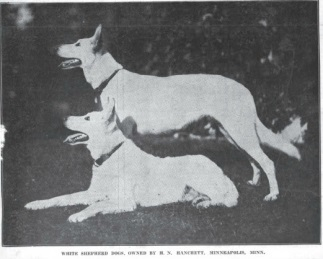 WHITE SHEPHERD DOGS, OWNED BY H. N. HANCHETT, MINNEAPOLIS, MINN.